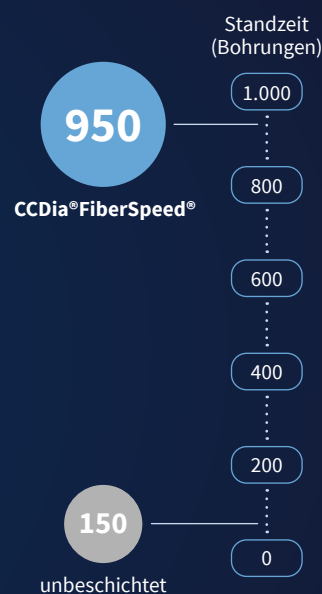 Standzeit
(Bohrungen)
1.000
950
CCDia®FiberSpeed®
800
600
400
200
150
unbeschichtet
0